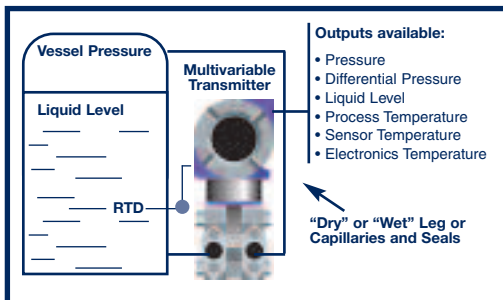 Vessel Pressure
Liquid Level
RTD
Multivariable
Transmitter
Outputs available:
• Pressure
• Differential Pressure
• Liquid Level
• Process Temperature
• Sensor Temperature
• Electronics Temperature
“Dry” or “Wet” Leg or
Capillaries and Seals